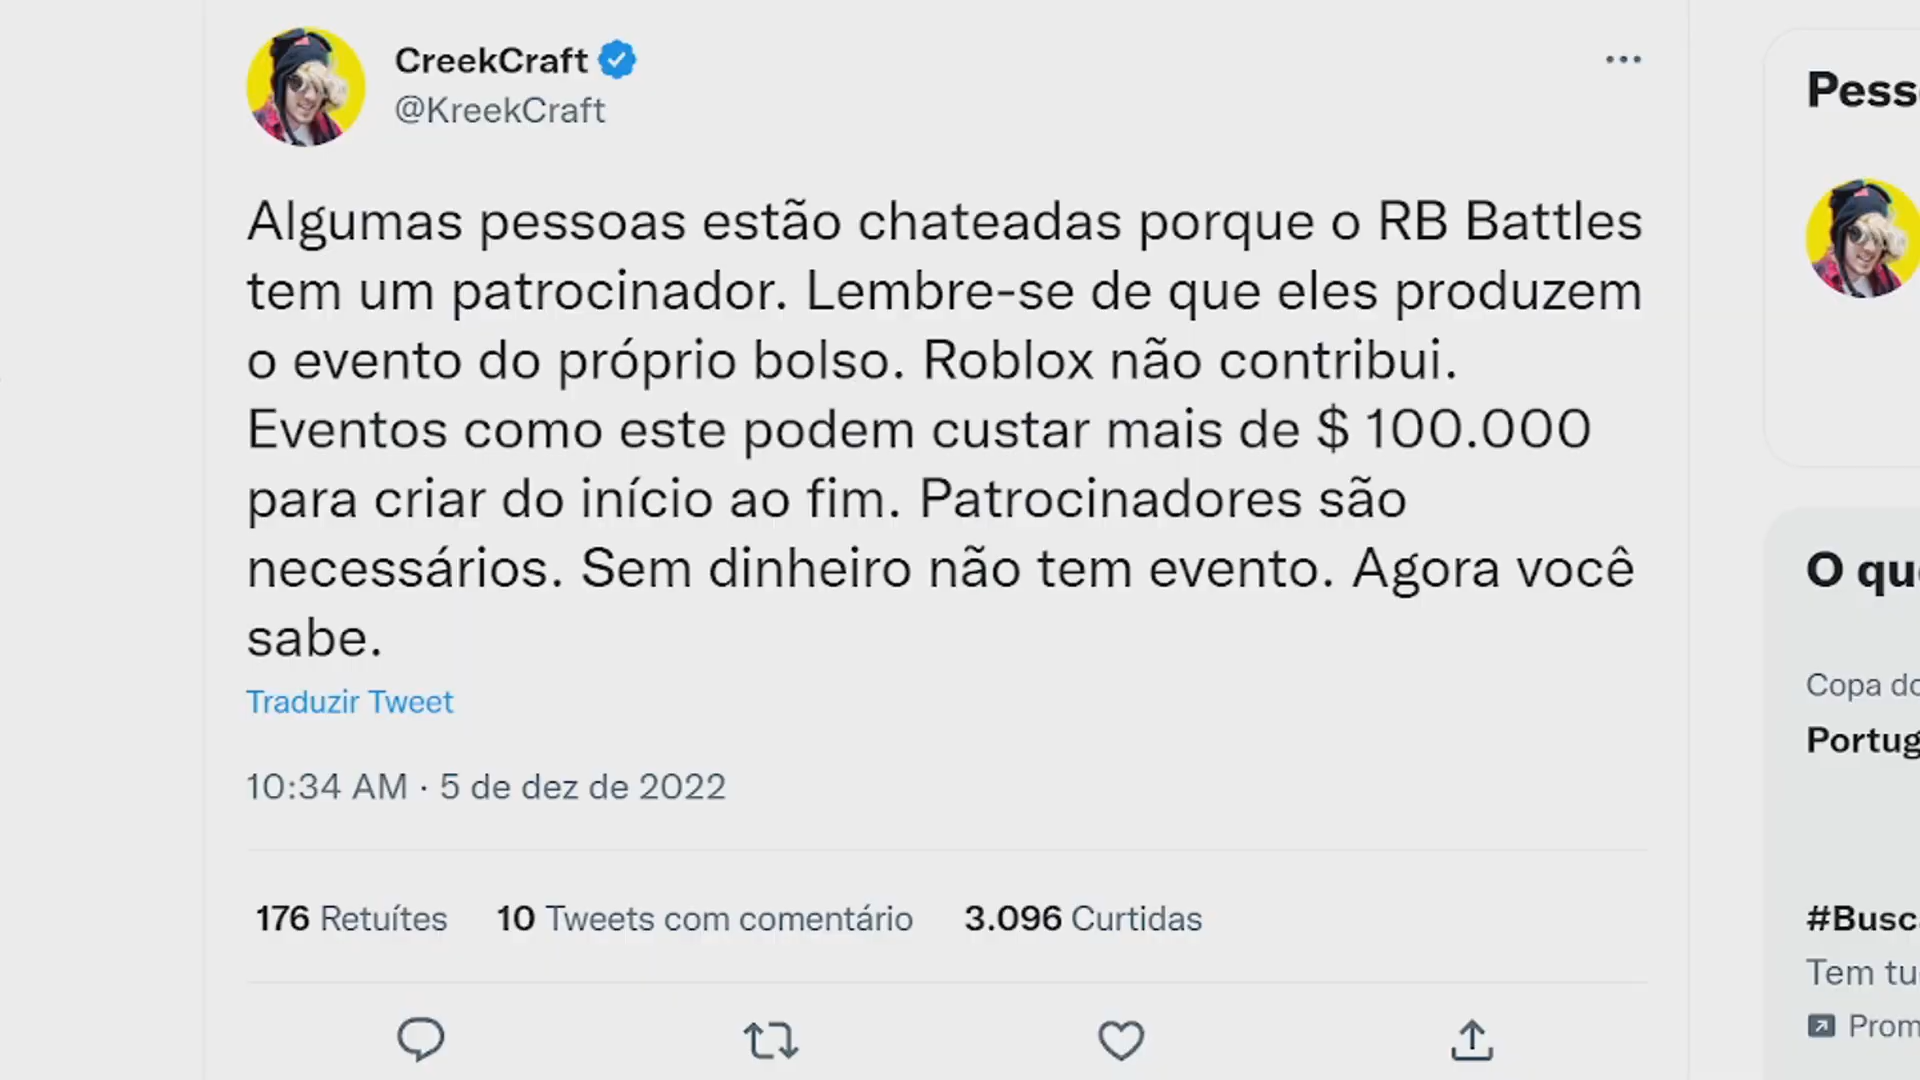 CreekCraft
@KreekCraft
Algumas pessoas estão chateadas porque o RB Battles
tem um patrocinador. Lembre-se de que eles produzem
o evento do próprio bolso. Roblox não contribui.
Eventos como este podem custar mais de $ 100.000
para criar do início ao fim. Patrocinadores são
necessários. Sem dinheiro não tem evento. Agora você
sabe.
Traduzir Tweet
10:34 AM · 5 de dez de 2022
176 Retuítes 10 Tweets com comentário 3.096 Curtidas
Pess
O qu
Copa do
Portug
#Busc
Tem tu
Prom